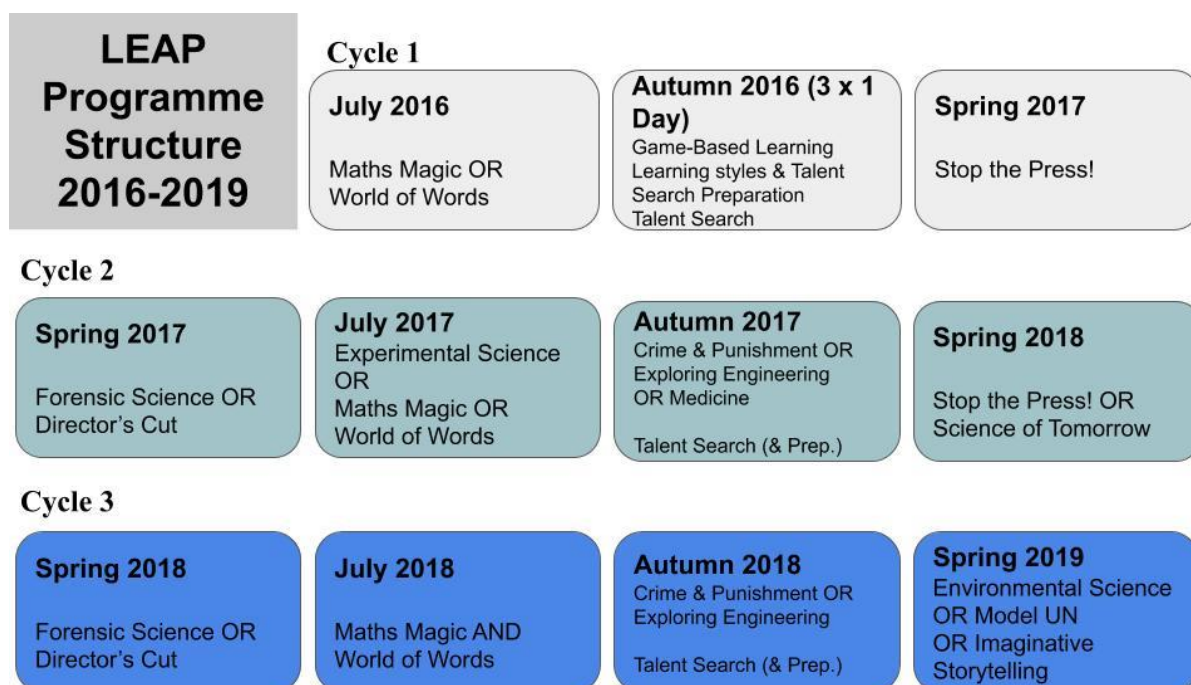 LEAP
Programme
Structure
2016-2019
Cycle 1
July 2016
Maths Magic OR
World of Words
Autumn 2016 (3 x 1
Day)
Game-Based Learning
Learning styles & Talent
Search Preparation
Talent Search
Spring 2017
Stop the Press!
Cycle 2
Spring 2017
Forensic Science OR
Director's Cut
July 2017
Experimental Science
OR
Maths Magic OR
World of Words
Autumn 2017
Crime & Punishment OR
Exploring Engineering
OR Medicine
Talent Search (& Prep.)
Spring 2018
Stop the Press! OR
Science of Tomorrow
Cycle 3
Spring 2018
Forensic Science OR
Director's Cut
July 2018
Maths Magic AND
World of Words
Autumn 2018
Crime & Punishment OR
Exploring Engineering
Talent Search (& Prep.)
Spring 2019
Environmental Science
OR Model UN
OR Imaginative
Storytelling